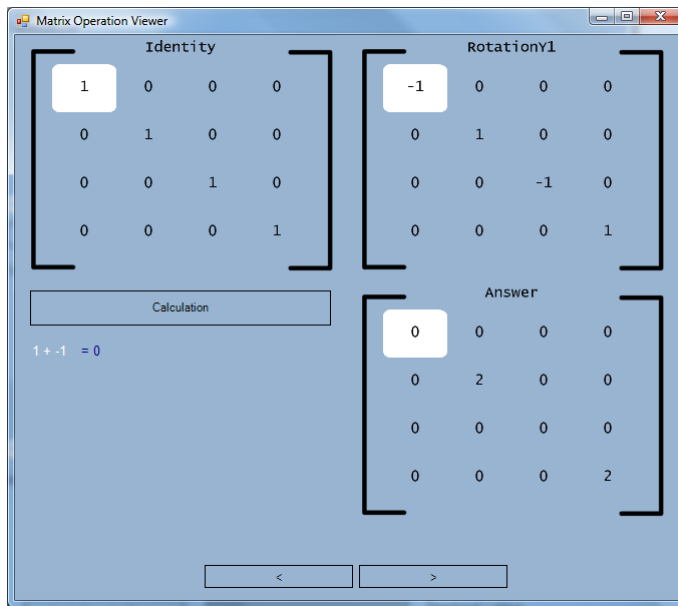 Matrix Operation Viewer
Identity
1 0 0 0
0 1 0 0
0 0 1 0
0 0 0 1
RotationY1
-1 0 0 0
0 1 0 0
0 0 -1 0
0 0 0 1
Calculation
1 + -1 = 0
Answer
0 0 0 0
0 2 0 0
0 0 0 0
0 0 0 2
< >